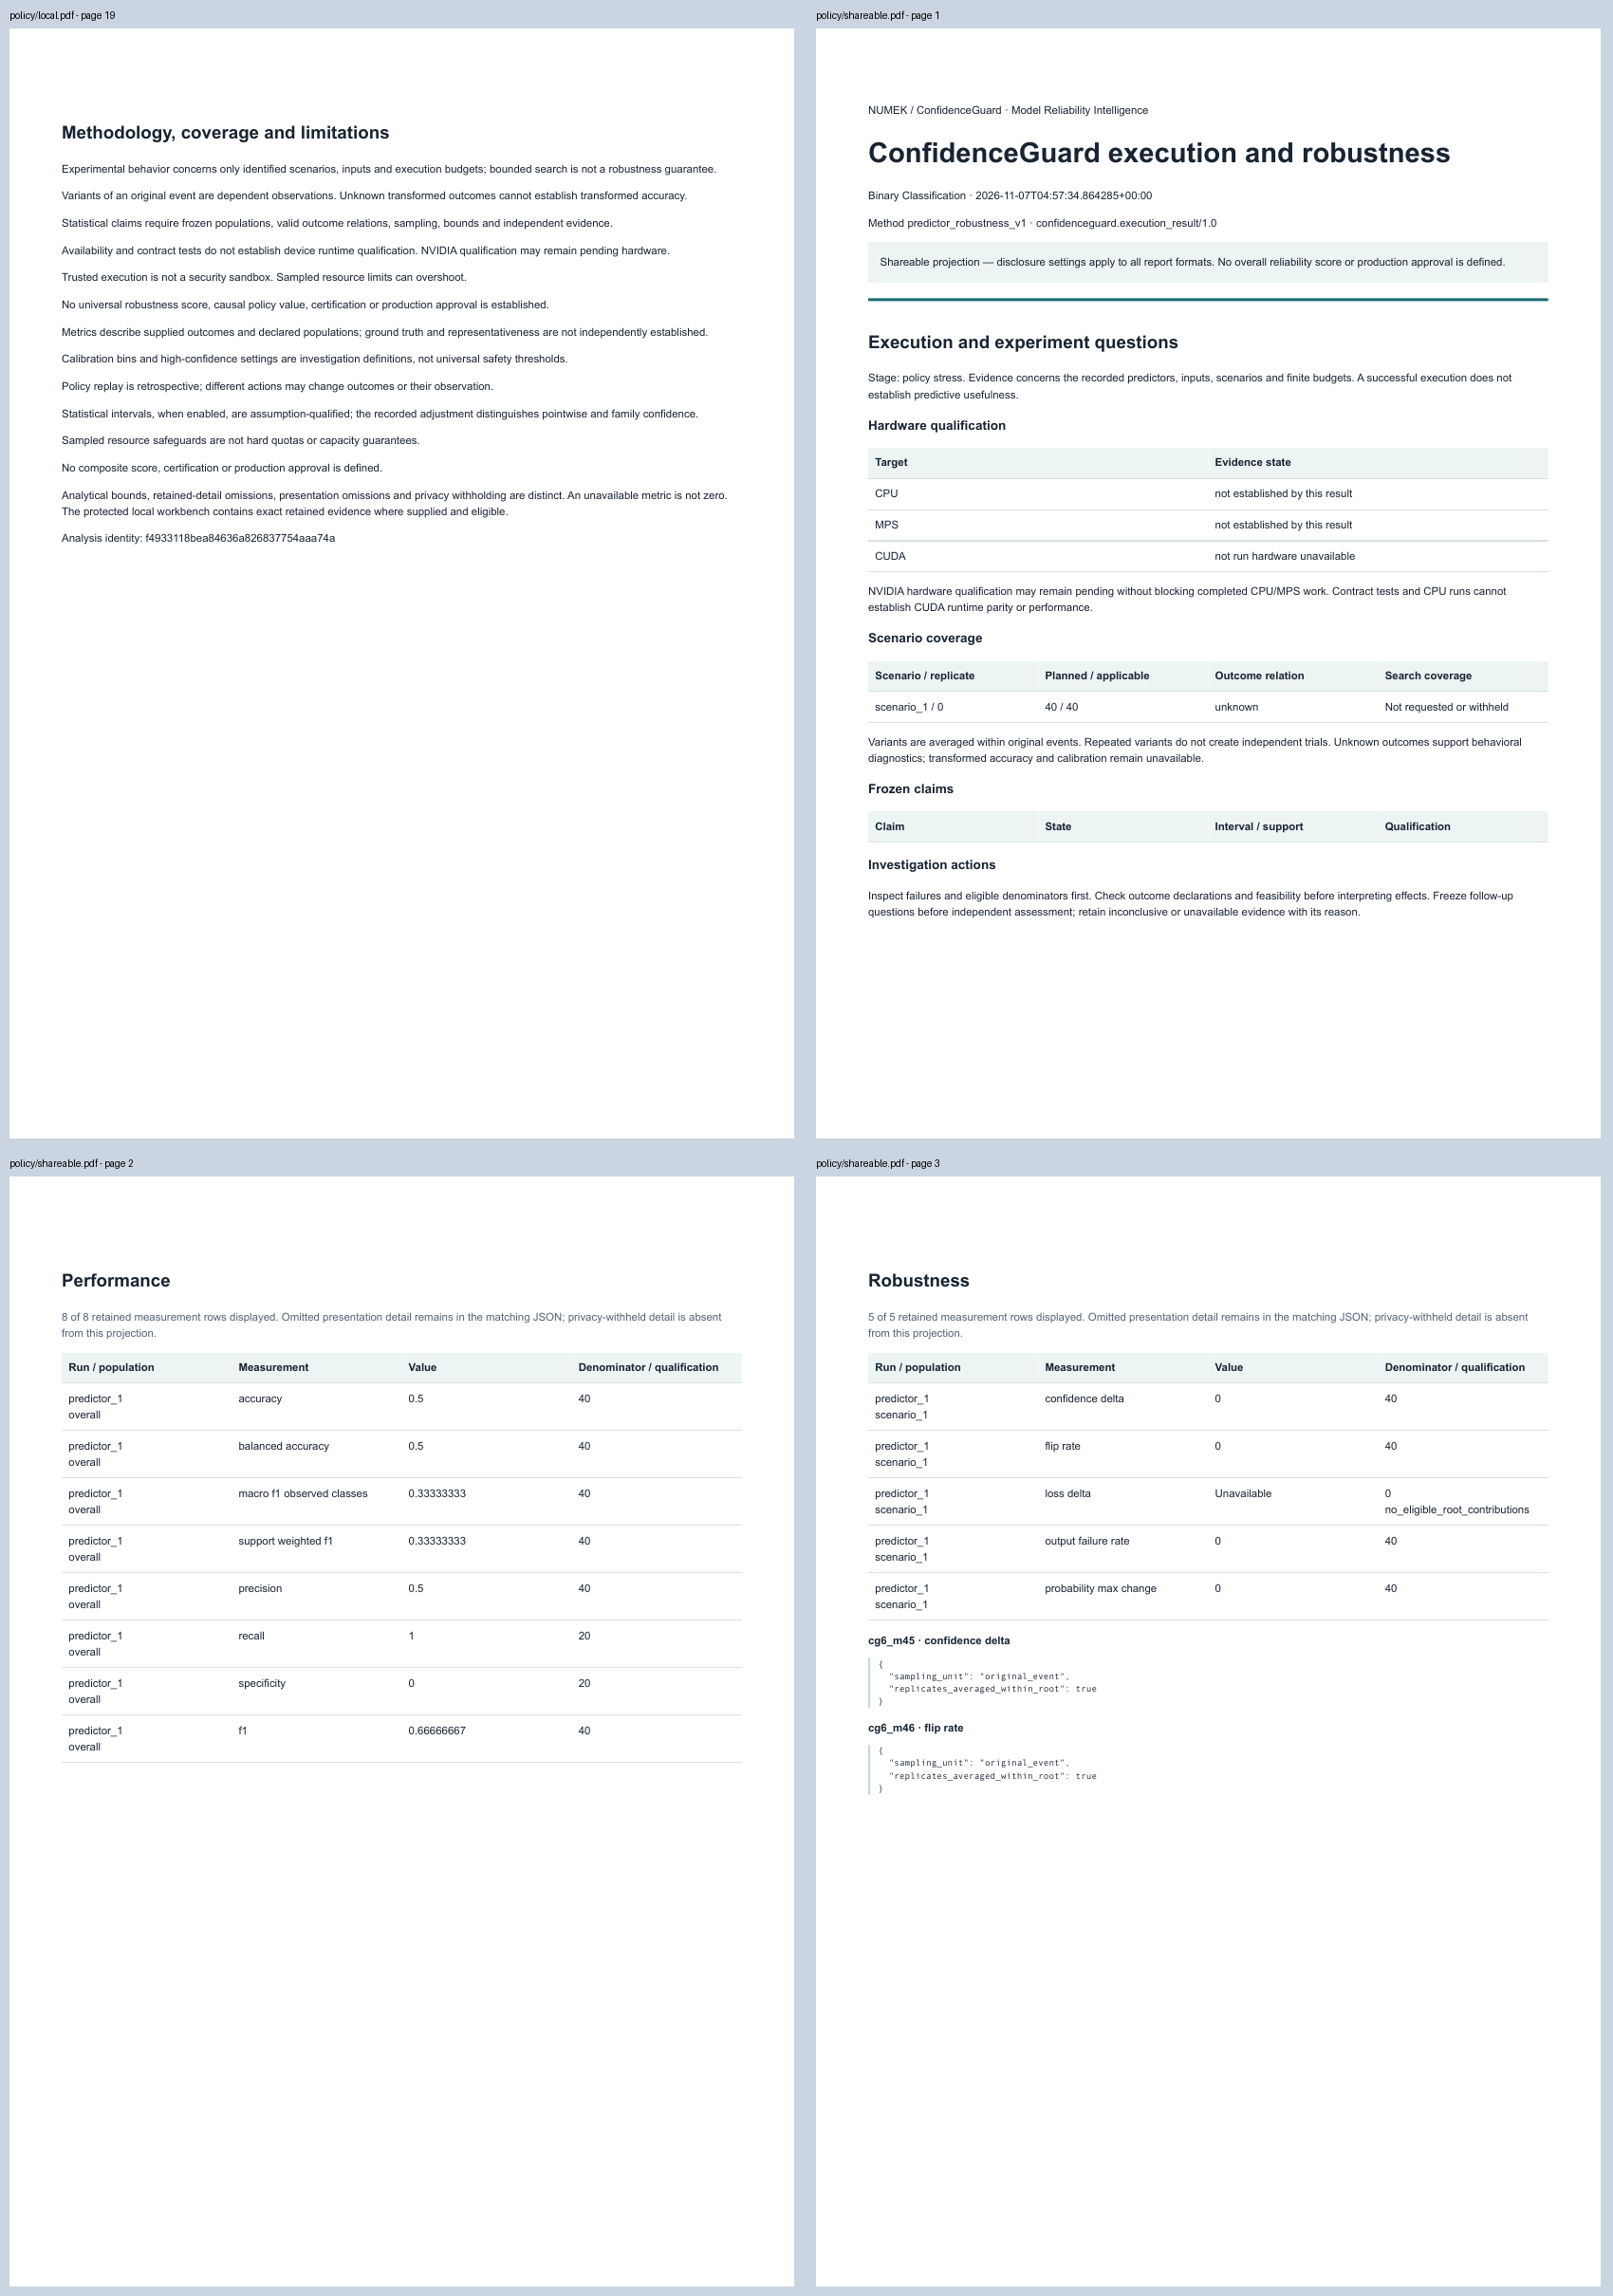 policy/local.pdf - page 19
Methodology, coverage and limitations
Experimental behavior concerns only identified scenarios, inputs and execution budgets; bounded search is not a robustness guarantee.
Variants of an original event are dependent observations. Unknown transformed outcomes cannot establish transformed accuracy.
Statistical claims require frozen populations, valid outcome relations, sampling, bounds and independent evidence.
Availability and contract tests do not establish device runtime qualification. NVIDIA qualification may remain pending hardware.
Trusted execution is not a security sandbox. Sampled resource limits can overshoot.
No universal robustness score, causal policy value, certification or production approval is established.
Metrics describe supplied outcomes and declared populations; ground truth and representativeness are not independently established.
Calibration bins and high-confidence settings are investigation definitions, not universal safety thresholds.
Policy replay is retrospective; different actions may change outcomes or their observation.
Statistical intervals, when enabled, are assumption-qualified; the recorded adjustment distinguishes pointwise and family confidence.
Sampled resource safeguards are not hard quotas or capacity guarantees.
No composite score, certification or production approval is defined.
Analytical bounds, retained-detail omissions, presentation omissions and privacy withholding are distinct. An unavailable metric is not zero.
The protected local workbench contains exact retained evidence where supplied and eligible.
Analysis identity: f4933118bea84636a826837754aaa74a
policy/shareable.pdf - page 1
NUMEK / ConfidenceGuard · Model Reliability Intelligence
ConfidenceGuard execution and robustness
Binary Classification · 2026-11-07T04:57:34.864285+00:00
Method predictor_robustness_v1 · confidenceguard.execution_result/1.0
Shareable projection — disclosure settings apply to all report formats. No overall reliability score or production approval is defined.
Execution and experiment questions
Stage: policy stress. Evidence concerns the recorded predictors, inputs, scenarios and finite budgets. A successful execution does not
establish predictive usefulness.
Hardware qualification
Target Evidence state
CPU not established by this result
MPS not established by this result
CUDA not run hardware unavailable
NVIDIA hardware qualification may remain pending without blocking completed CPU/MPS work. Contract tests and CPU runs cannot
establish CUDA runtime parity or performance.
Scenario coverage
Scenario / replicate Planned / applicable Outcome relation Search coverage
scenario_1 / 0 40 / 40 unknown Not requested or withheld
Variants are averaged within original events. Repeated variants do not create independent trials. Unknown outcomes support behavioral
diagnostics; transformed accuracy and calibration remain unavailable.
Frozen claims
Claim State Interval / support Qualification
Investigation actions
Inspect failures and eligible denominators first. Check outcome declarations and feasibility before interpreting effects. Freeze follow-up
questions before independent assessment; retain inconclusive or unavailable evidence with its reason.
policy/shareable.pdf - page 2
Performance
8 of 8 retained measurement rows displayed. Omitted presentation detail remains in the matching JSON; privacy-withheld detail is absent
from this projection.
Run / population Measurement Value Denominator / qualification
predictor_1 accuracy 0.5 40
overall
predictor_1 balanced accuracy 0.5 40
overall
predictor_1 macro f1 observed classes 0.33333333 40
overall
predictor_1 support weighted f1 0.33333333 40
overall
predictor_1 precision 0.5 40
overall
predictor_1 recall 1 20
overall
predictor_1 specificity 0 20
overall
predictor_1 f1 0.66666667 40
overall
policy/shareable.pdf - page 3
Robustness
5 of 5 retained measurement rows displayed. Omitted presentation detail remains in the matching JSON; privacy-withheld detail is absent
from this projection.
Run / population Measurement Value Denominator / qualification
predictor_1 confidence delta 0 40
scenario_1
predictor_1 flip rate 0 40
scenario_1
predictor_1 loss delta Unavailable 0
scenario_1 no_eligible_root_contributions
predictor_1 output failure rate 0 40
scenario_1
predictor_1 probability max change 0 40
scenario_1
cg6_m45 · confidence delta
{
"sampling_unit": "original_event",
"replicates_averaged_within_root": true
}
cg6_m46 · flip rate
{
"sampling_unit": "original_event",
"replicates_averaged_within_root": true
}